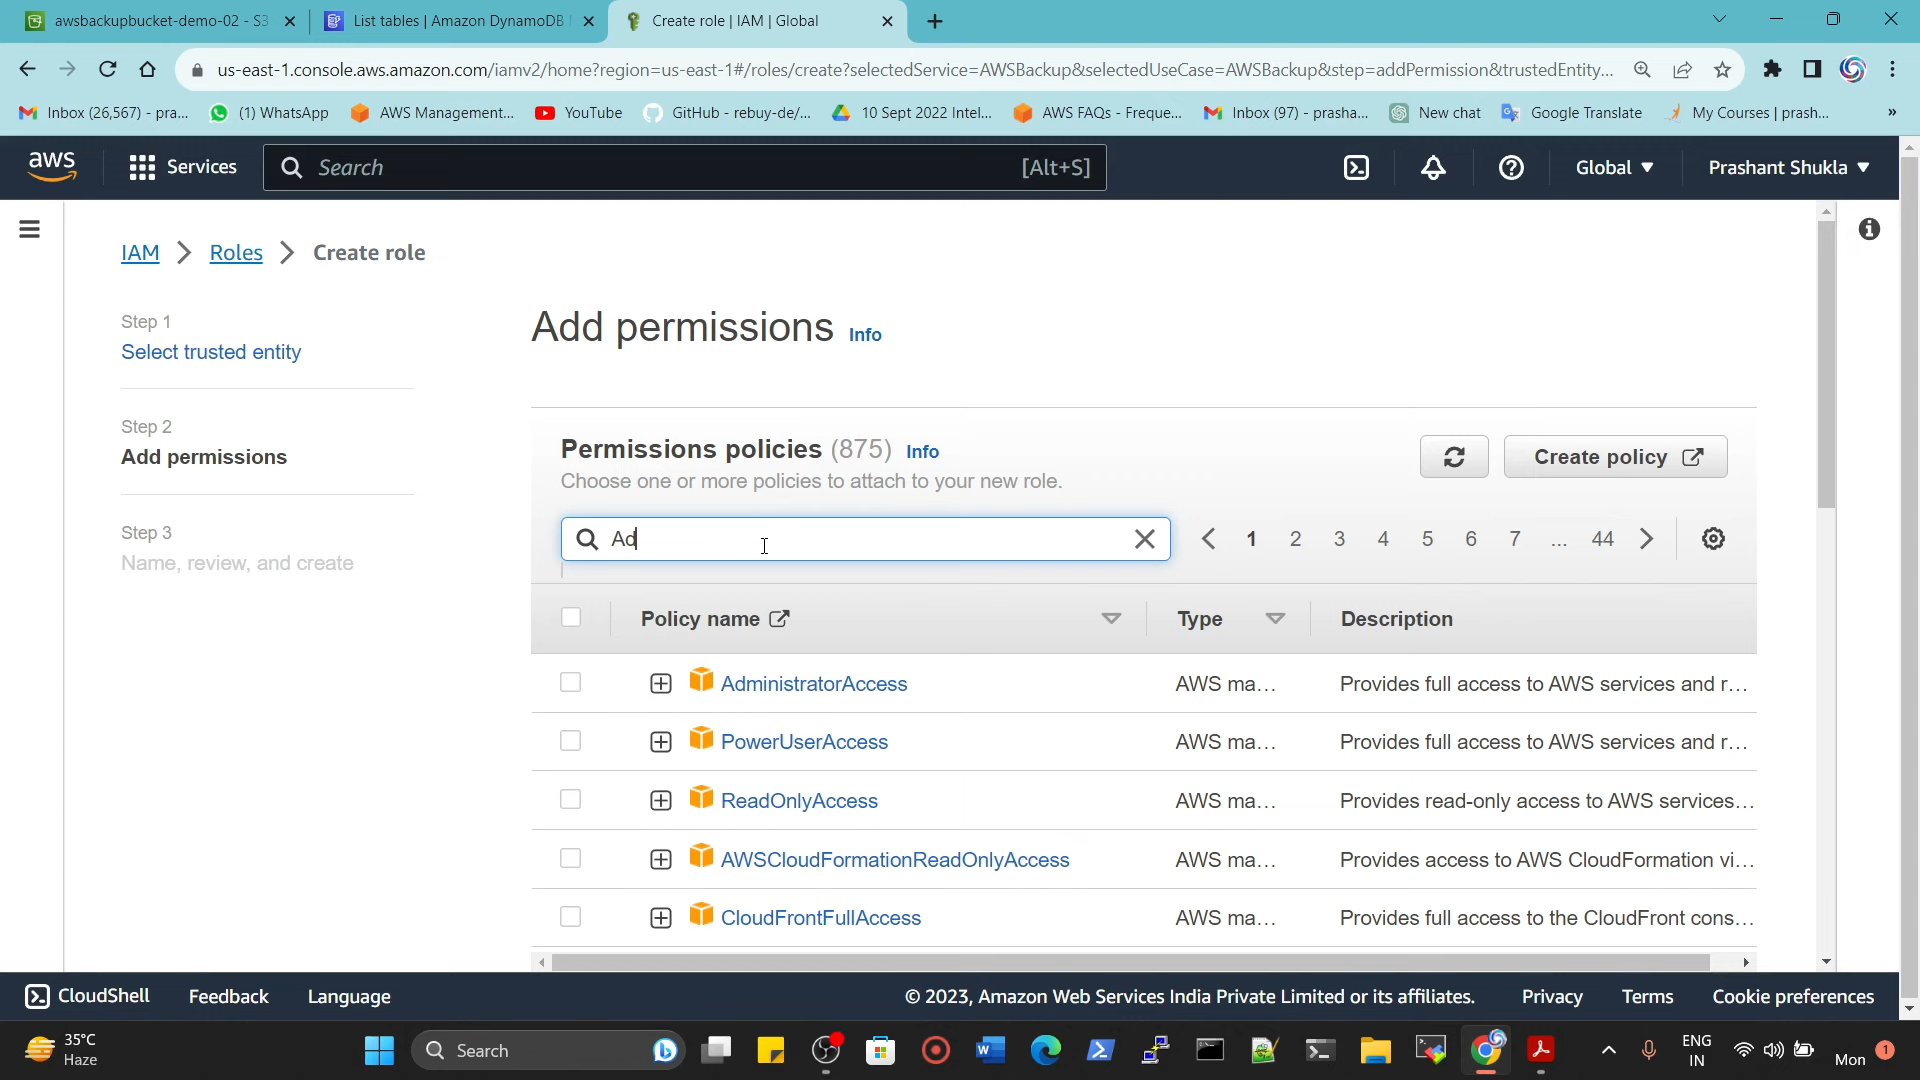 awsbackupbucket-demo-02 - S3
List tables | Amazon DynamoDB
Create role | IAM | Global
us-east-1.console.aws.amazon.com/iamv2/home?region=us-east-1#/roles/create?selectedService=AWSBackup&selectedUseCase=AWSBackup&step=addPermission&trustedEntity...
Inbox (26,567) - pra...
(1) WhatsApp
AWS Management...
YouTube
GitHub - rebuy-de/...
10 Sept 2022 Intel...
AWS FAQs - Freque...
Inbox (97) - prasha...
New chat
Google Translate
My Courses | prash...
»
aws
Services
Search
[Alt+S]
Global
Prashant Shukla
IAM
Roles
Create role
Step 1
Select trusted entity
Step 2
Add permissions
Step 3
Name, review, and create
Add permissions Info
Permissions policies (875) Info
Choose one or more policies to attach to your new role.
Create policy
Ad
1 2 3 4 5 6 7 ... 44
Policy name
Type
Description
AdministratorAccess
AWS ma...
Provides full access to AWS services and r...
PowerUserAccess
AWS ma...
Provides full access to AWS services and r...
ReadOnlyAccess
AWS ma...
Provides read-only access to AWS services...
AWSCloudFormationReadOnlyAccess
AWS ma...
Provides access to AWS CloudFormation vi...
CloudFrontFullAccess
AWS ma...
Provides full access to the CloudFront cons...
CloudShell
Feedback
Language
© 2023, Amazon Web Services India Private Limited or its affiliates.
Privacy
Terms
Cookie preferences
35°C
Haze
Search
ENG
IN
Mon
1